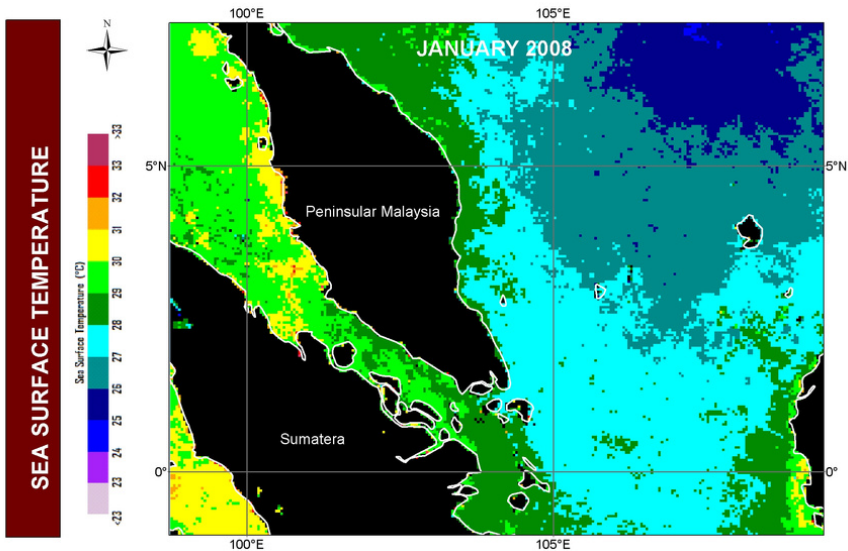 100°E
105°E
N
JANUARY 2008
SEA SURFACE TEMPERATURE
Sea Surface Temperature (°C)
>33
33
32
31
30
29
28
27
26
25
24
23
<23
5°N
5°N
Peninsular Malaysia
Sumatera
0°
0°
100°E
105°E